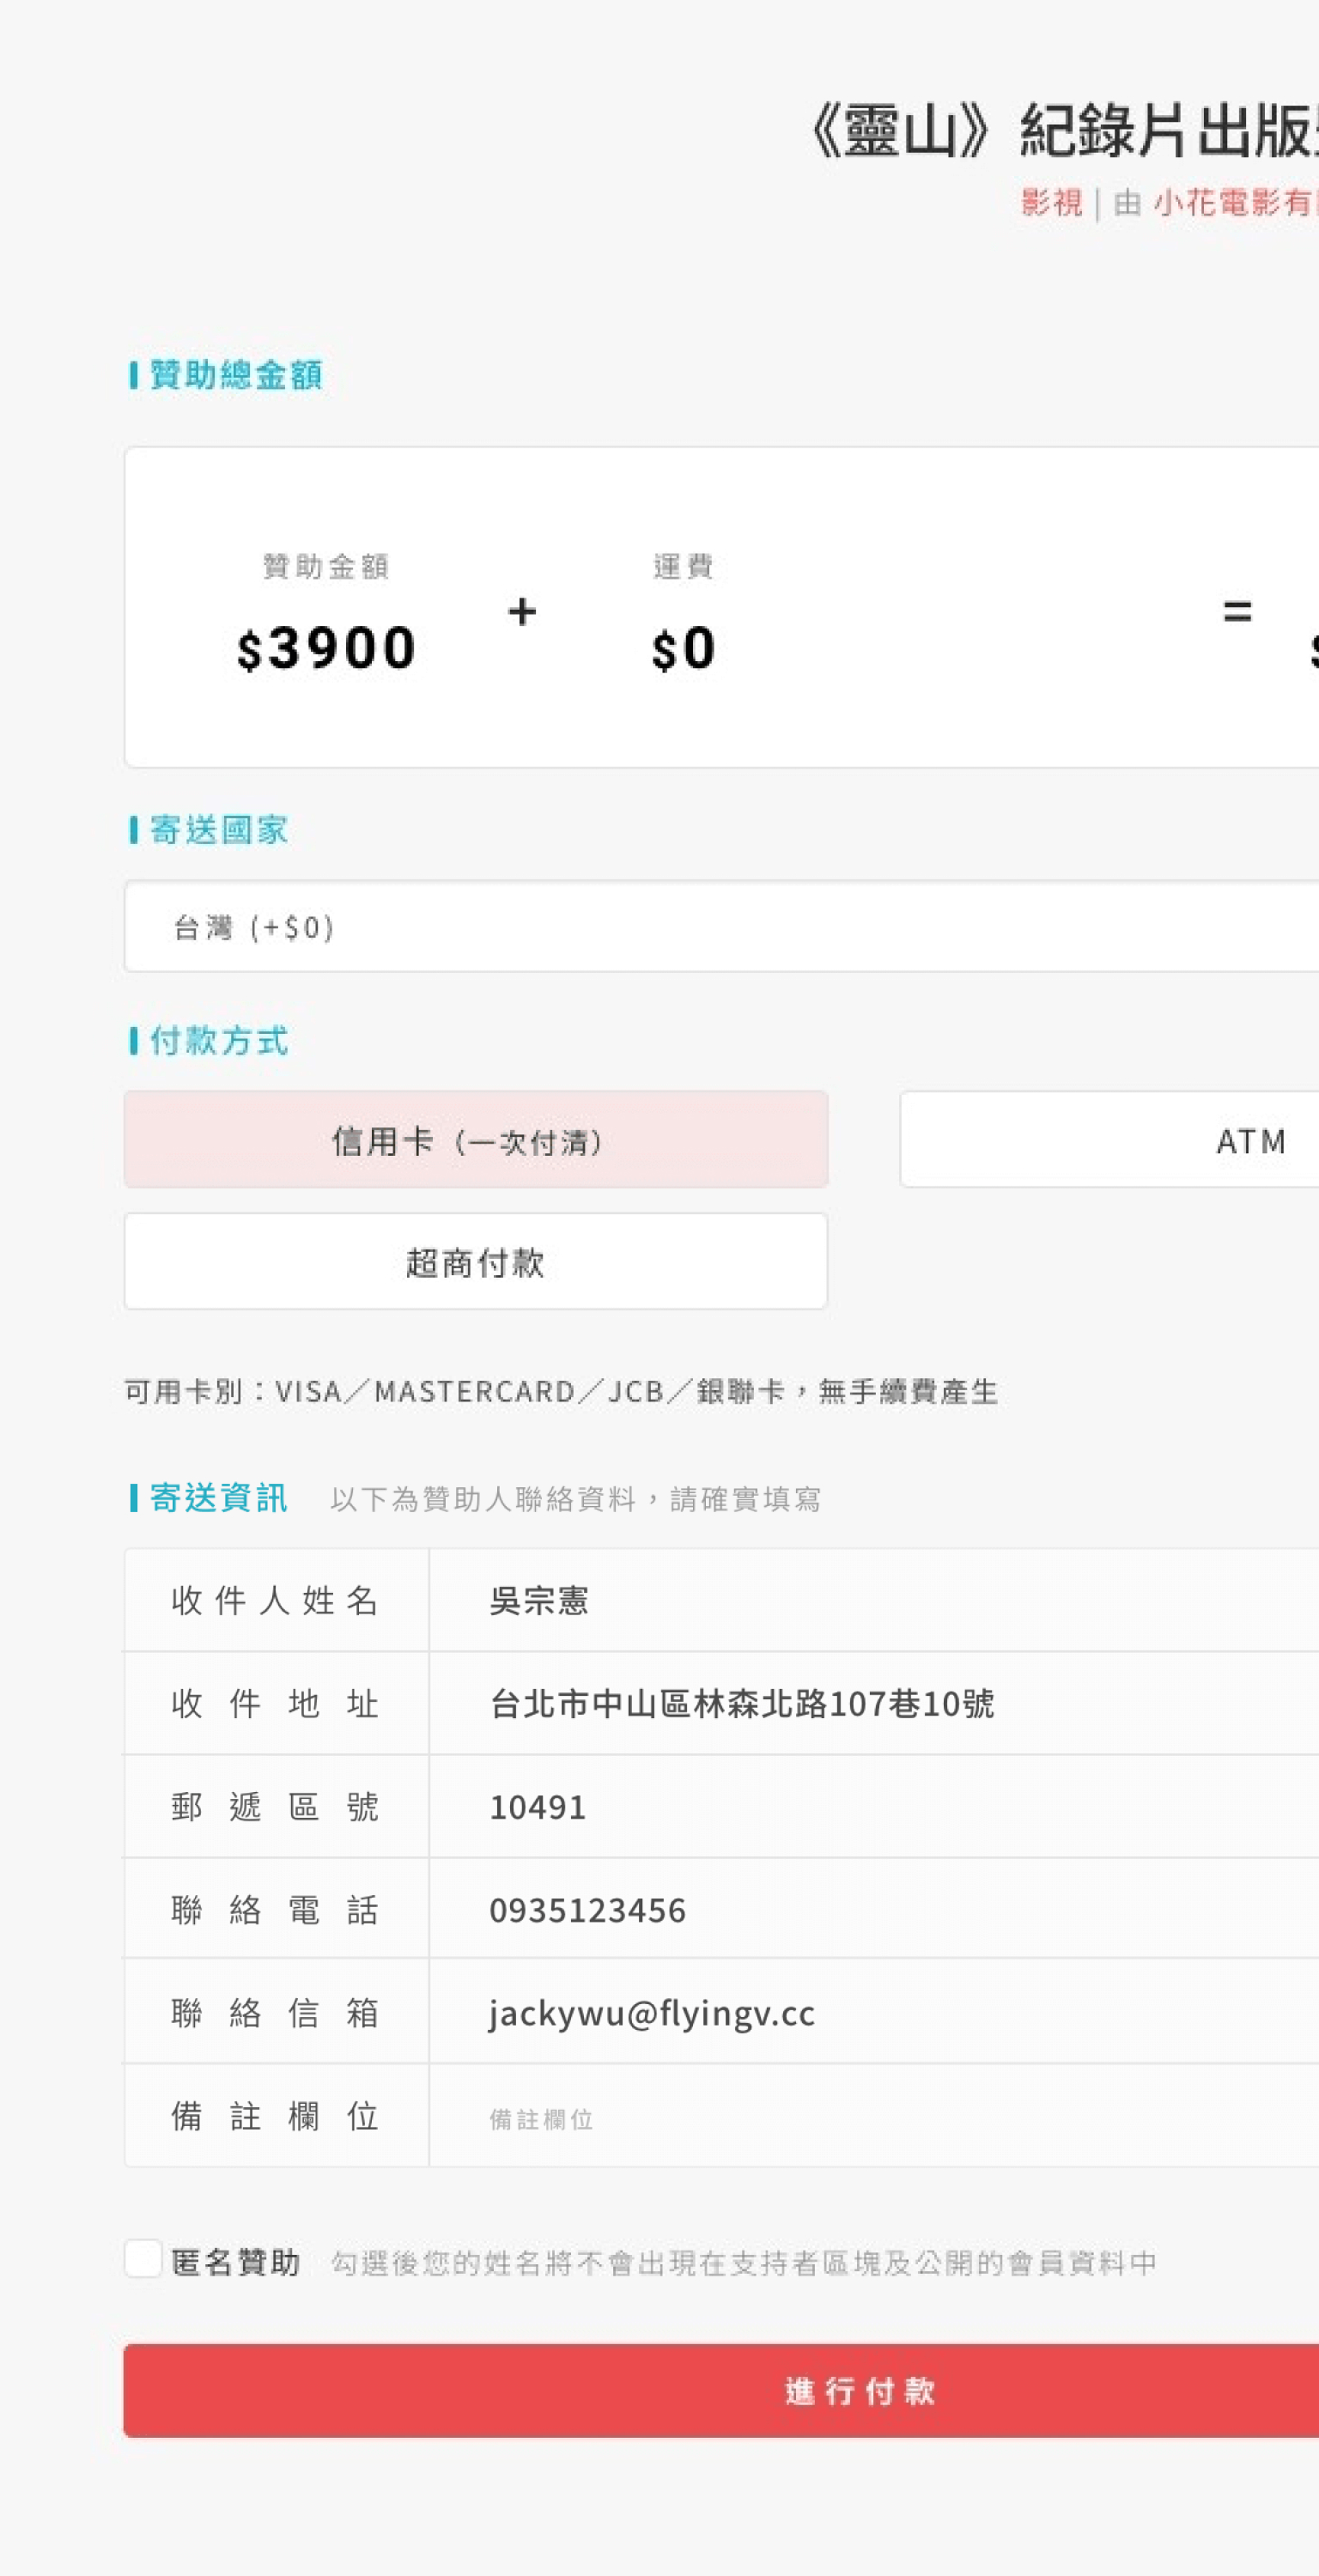 《靈山》紀錄片出版
影視 | 由 小花電影有
贊助總金額
贊助金額 運費
$3900 + $0 =
寄送國家
台灣 (+$0)
付款方式
信用卡（一次付清） ATM
超商付款
可用卡別：VISA／MASTERCARD／JCB／銀聯卡，無手續費產生
寄送資訊 以下為贊助人聯絡資料，請確實填寫
收件人姓名 吳宗憲
收件地址 台北市中山區林森北路107巷10號
郵遞區號 10491
聯絡電話 0935123456
聯絡信箱 jackywu@flyingv.cc
備註欄位 備註欄位
匿名贊助 勾選後您的姓名將不會出現在支持者區塊及公開的會員資料中
進行付款